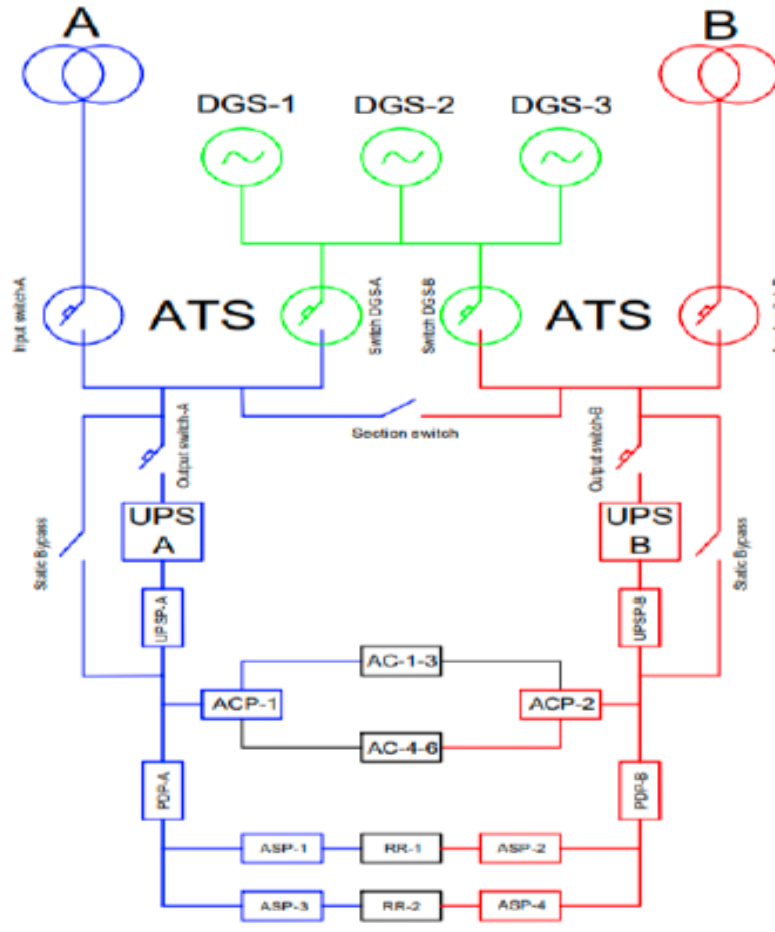 A
B
DGS-1
DGS-2
DGS-3
Input switch-A
ATS
Switch DGS-A
Switch DGS-B
ATS
Section switch
Output switch-A
Output switch-B
UPS
A
UPS
B
Static Bypass
Static Bypass
UPSP-A
UPSP-B
AC-1-3
ACP-1
ACP-2
AC-4-6
PDP-A
PDP-B
ASP-1
RR-1
ASP-2
ASP-3
RR-2
ASP-4